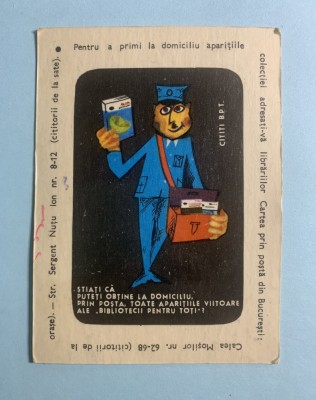 Pentru a primi la domiciliu aparițiile
colecției adresați-vă librăriilor Cartea prin poștă din București:
Calea Moșilor nr. 62-68 (cititorii de la
orașe). — Str. Sergent Nuțu Ion nr. 8-12 (cititorii de la sate). ●
CITIȚI B.P.T.
-ȘTIAȚI CĂ
PUTEȚI OBȚINE LA DOMICILIU,
PRIN POȘTĂ, TOATE APARIȚIILE VIITOARE
ALE „BIBLIOTECII PENTRU TOȚI"-!